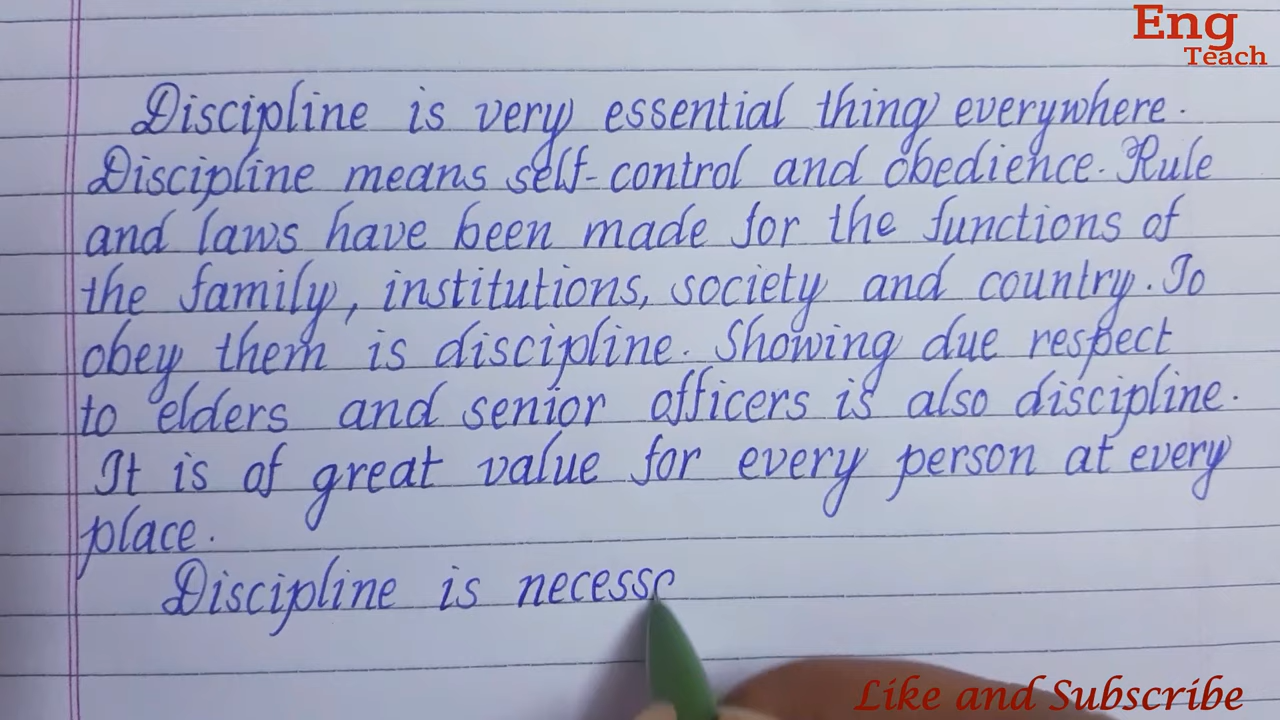 Eng
Teach
Discipline is very essential thing everywhere.
Discipline means self-control and obedience. Rule
and laws have been made for the functions of
the family, institutions, society and country. To
obey them is discipline. Showing due respect
to elders and senior officers is also discipline.
It is of great value for every person at every
place.
Discipline is necess
Like and Subscribe